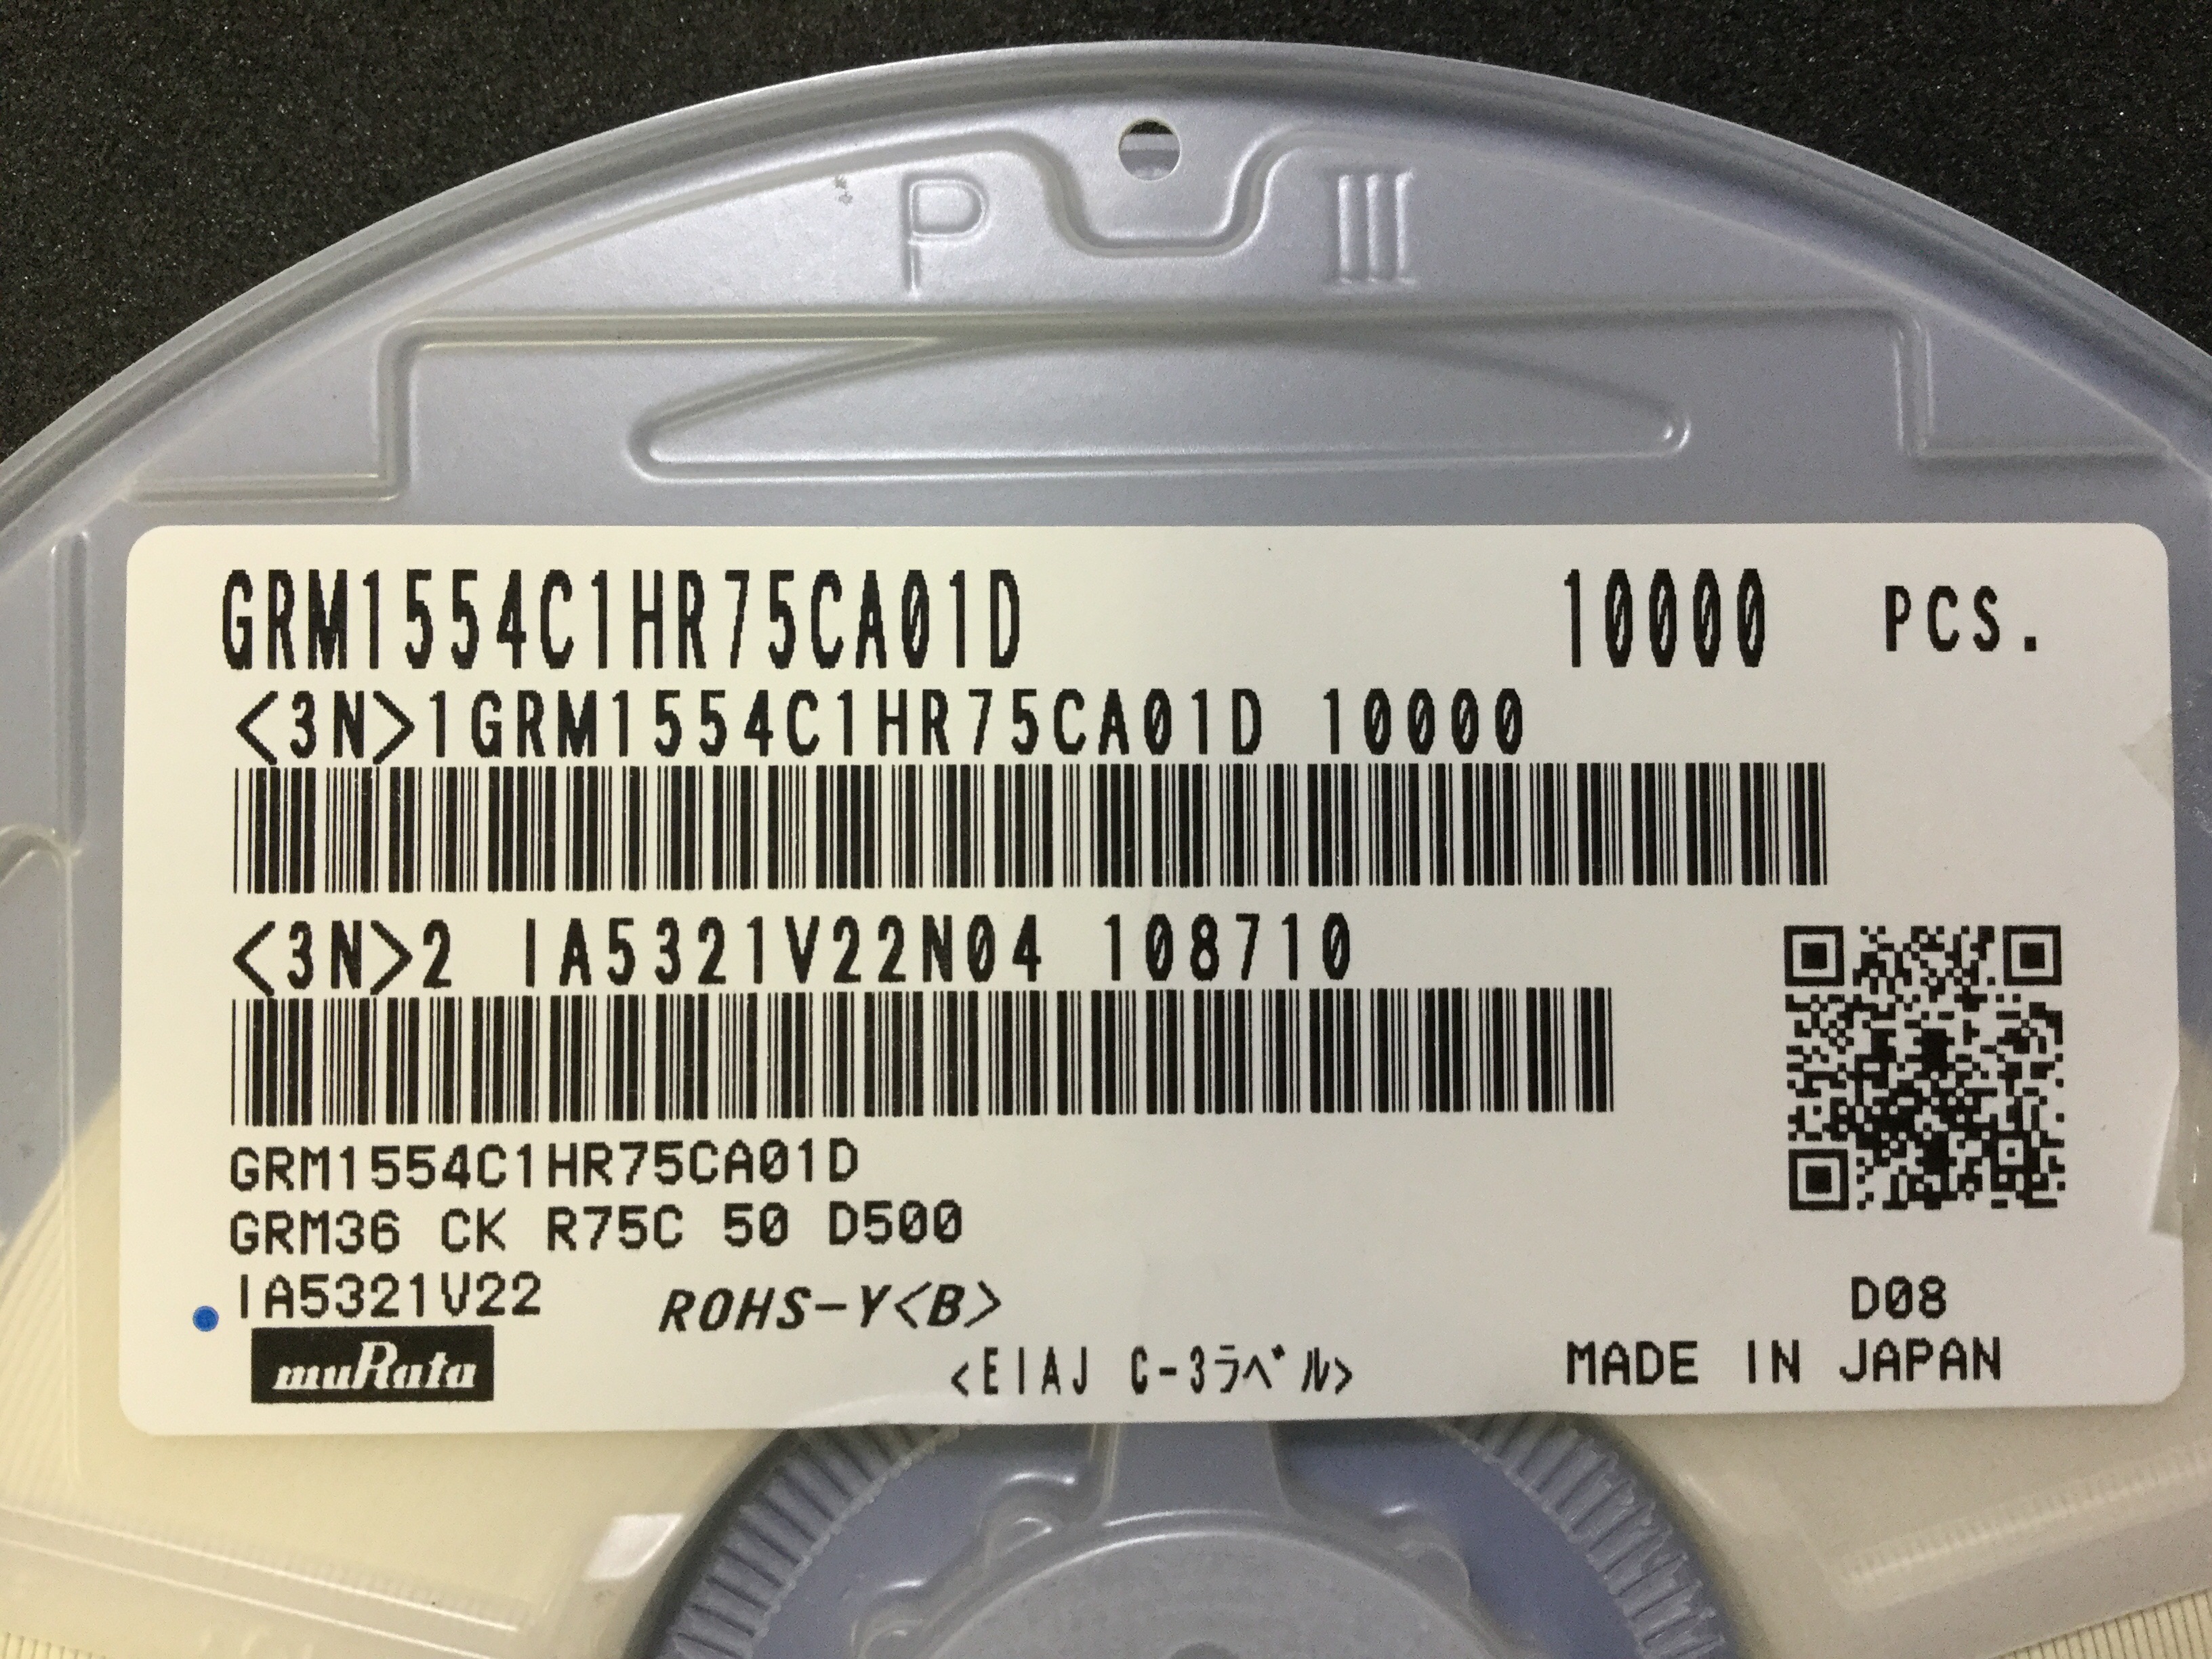 P III
GRM1554C1HR75CA01D 10000 PCS.
<3N>1GRM1554C1HR75CA01D 10000
<3N>2 IA5321V22N04 108710
GRM1554C1HR75CA01D
GRM36 CK R75C 50 D500
IA5321V22 ROHS-Y<B> D08
muRata <EIAJ C-3ラベル> MADE IN JAPAN